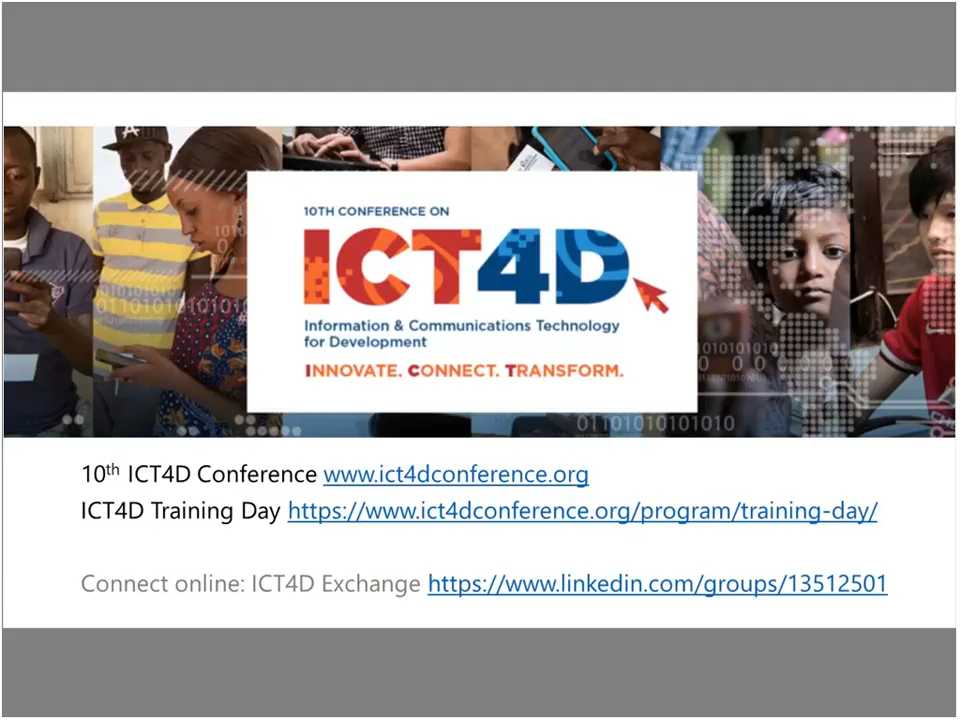 10TH CONFERENCE ON
ICT4D
Information & Communications Technology
for Development
INNOVATE. CONNECT. TRANSFORM.
01101010101010
10th ICT4D Conference www.ict4dconference.org
ICT4D Training Day https://www.ict4dconference.org/program/training-day/
Connect online: ICT4D Exchange https://www.linkedin.com/groups/13512501